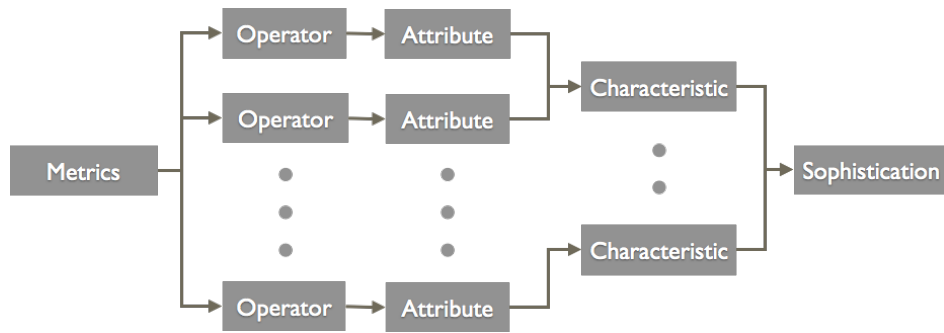 Operator
Attribute
Characteristic
Operator
Attribute
Metrics
Sophistication
Characteristic
Operator
Attribute